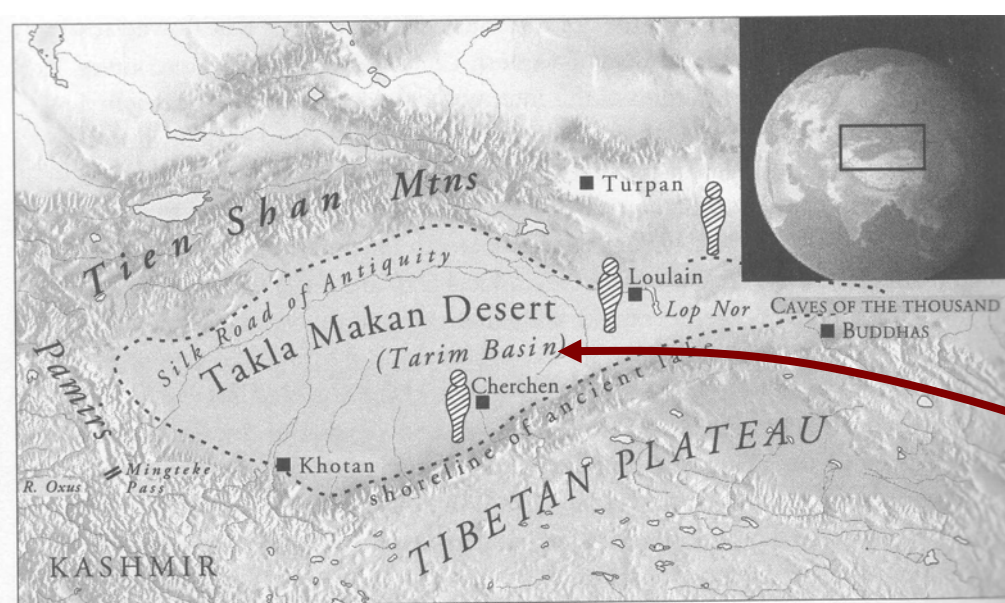 Tien Shan Mtns
Turpan
Silk Road of Antiquity
Loulain
Lop Nor
CAVES OF THE THOUSAND
BUDDHAS
Takla Makan Desert
(Tarim Basin)
Cherchen
Pamirs
shoreline of ancient lake
Khotan
Mingteke
Pass
R. Oxus
TIBETAN PLATEAU
KASHMIR